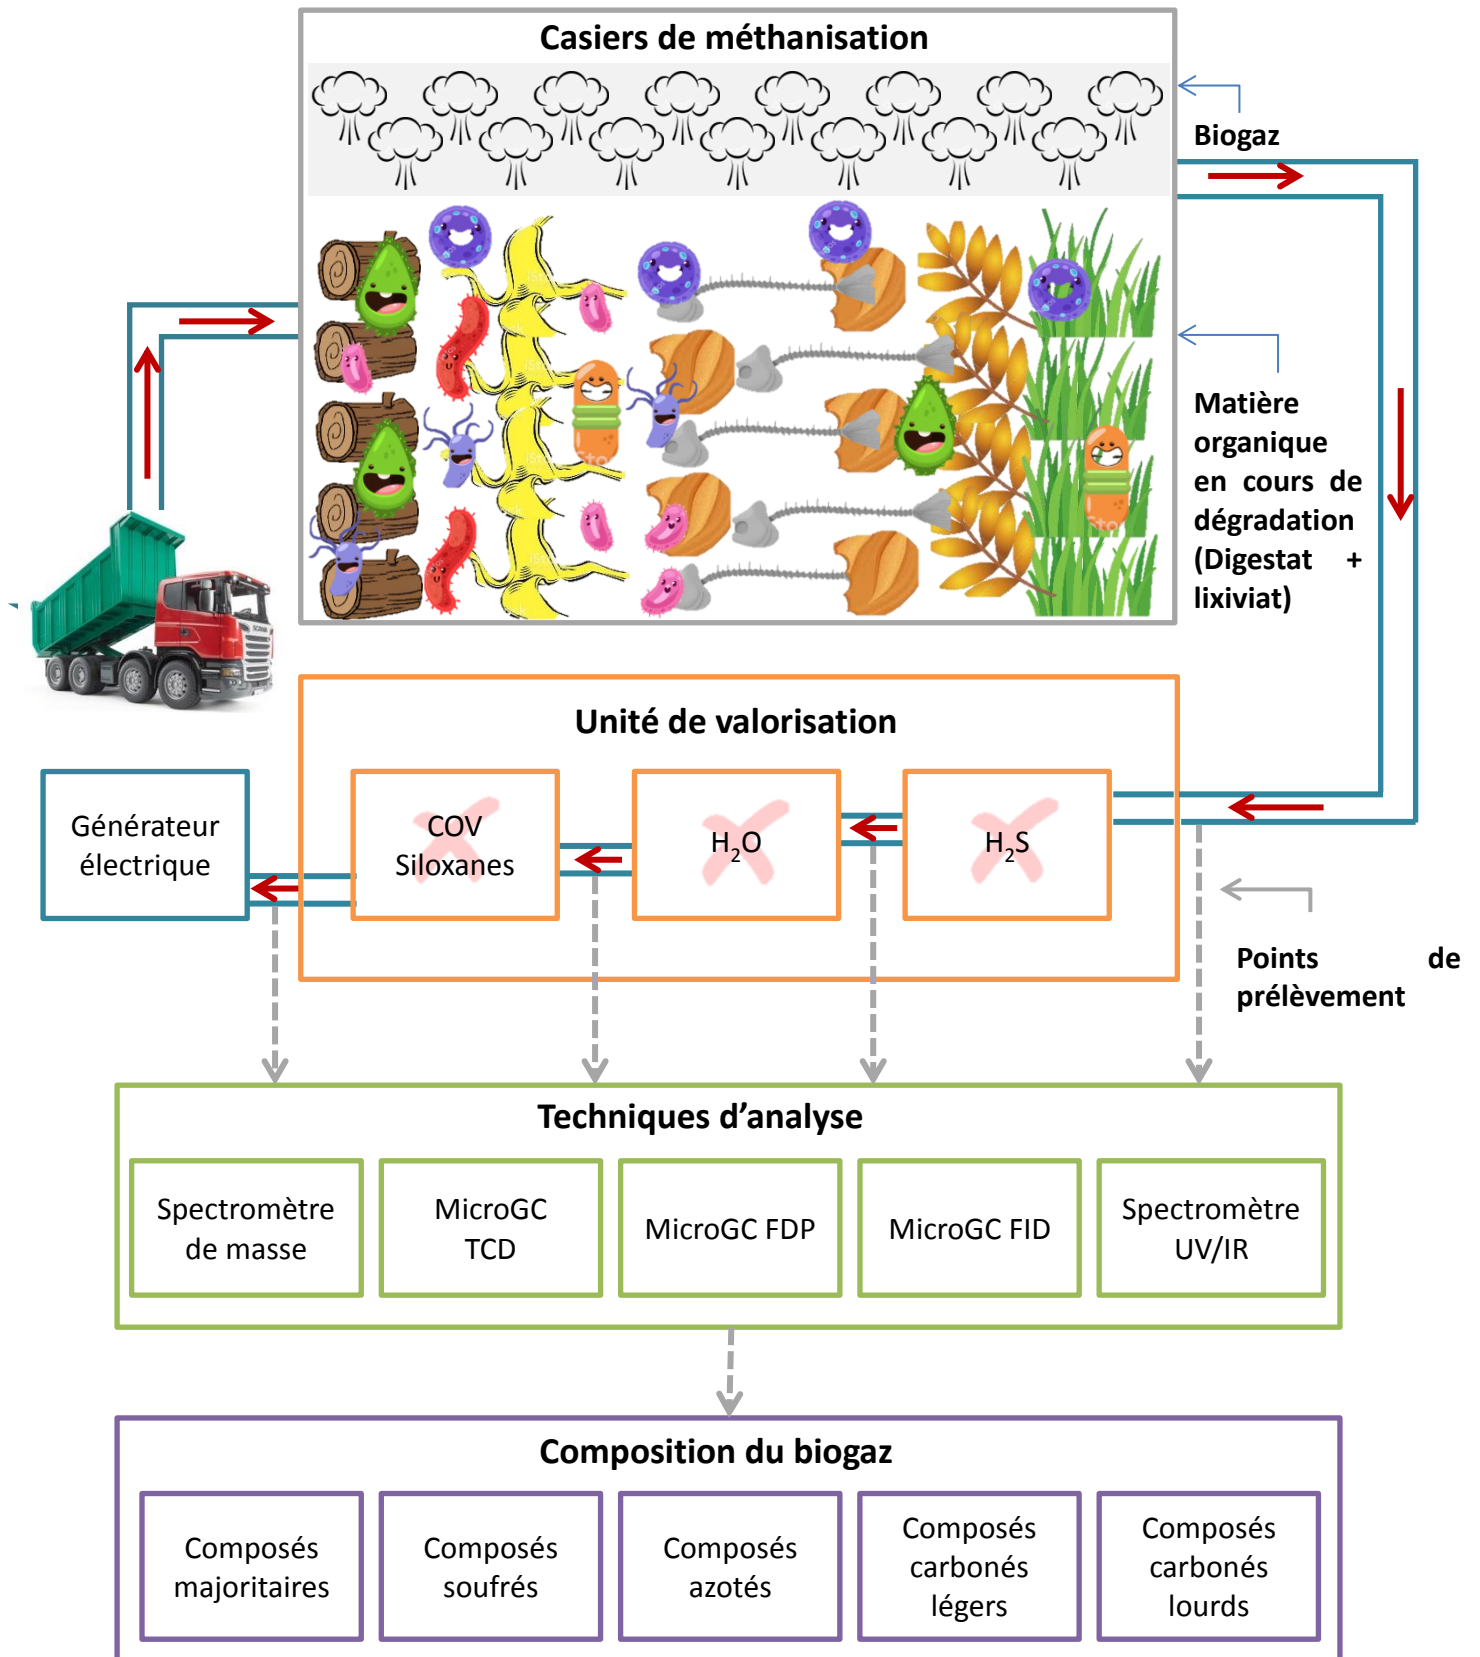 Casiers de méthanisation
Biogaz
Matière
organique
en cours de
dégradation
(Digestat +
lixiviat)
Unité de valorisation
Générateur
électrique
COV
Siloxanes
H₂O
H₂S
Points de
prélèvement
Techniques d’analyse
Spectromètre
de masse
MicroGC
TCD
MicroGC FDP
MicroGC FID
Spectromètre
UV/IR
Composition du biogaz
Composés
majoritaires
Composés
soufrés
Composés
azotés
Composés
carbonés
légers
Composés
carbonés
lourds